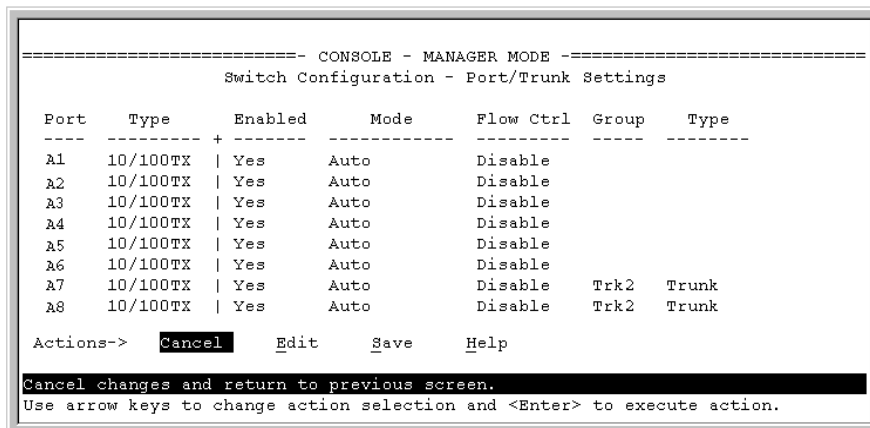 ==========================- CONSOLE - MANAGER MODE -============================
Switch Configuration - Port/Trunk Settings
Port Type Enabled Mode Flow Ctrl Group Type
---- --------- + ------- ------------ --------- ----- --------
A1 10/100TX | Yes Auto Disable
A2 10/100TX | Yes Auto Disable
A3 10/100TX | Yes Auto Disable
A4 10/100TX | Yes Auto Disable
A5 10/100TX | Yes Auto Disable
A6 10/100TX | Yes Auto Disable
A7 10/100TX | Yes Auto Disable Trk2 Trunk
A8 10/100TX | Yes Auto Disable Trk2 Trunk
Actions-> Cancel Edit Save Help
Cancel changes and return to previous screen.
Use arrow keys to change action selection and <Enter> to execute action.